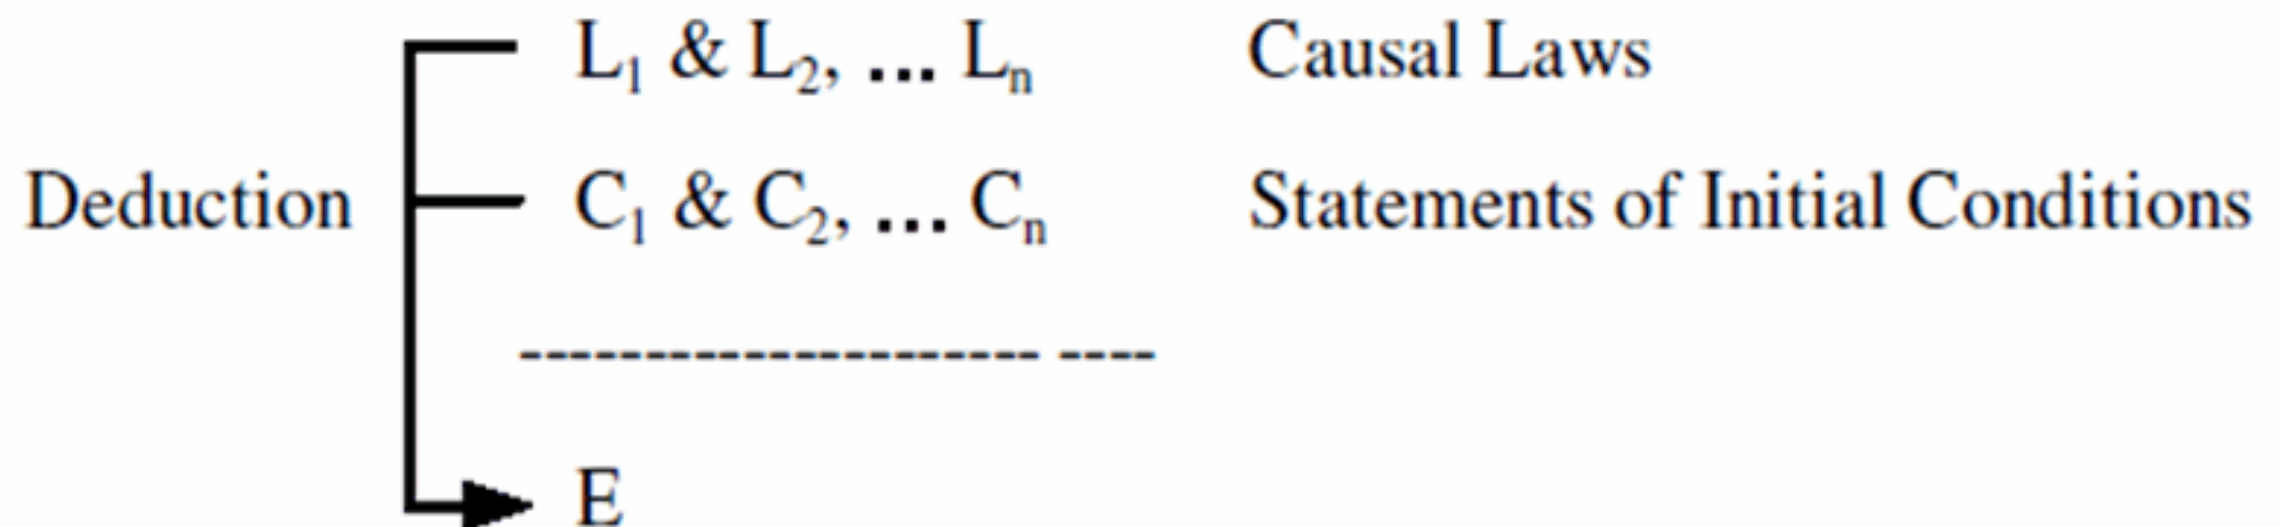 L₁ & L₂, ... Lₙ Causal Laws
Deduction C₁ & C₂, ... Cₙ Statements of Initial Conditions
--------------------- ----
E